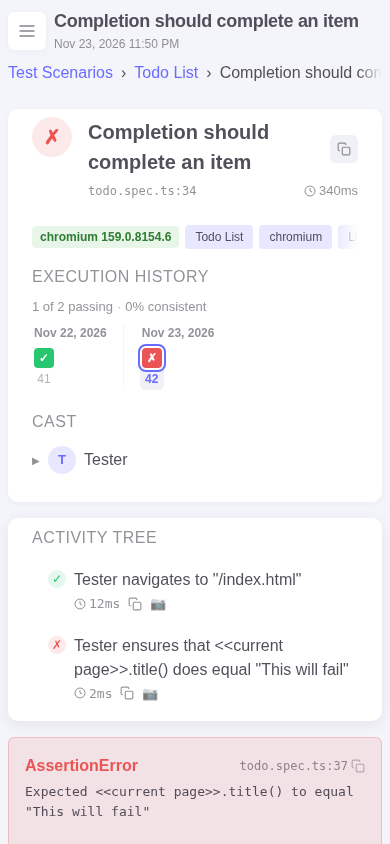 Completion should complete an item
Nov 23, 2026 11:50 PM
Test Scenarios › Todo List › Completion should con
Completion should
complete an item
todo.spec.ts:34
340ms
chromium 159.0.8154.6 Todo List chromium
EXECUTION HISTORY
1 of 2 passing · 0% consistent
Nov 22, 2026 Nov 23, 2026
41 42
CAST
T Tester
ACTIVITY TREE
Tester navigates to "/index.html"
12ms
Tester ensures that <<current
page>>.title() does equal "This will fail"
2ms
AssertionError
todo.spec.ts:37
Expected <<current page>>.title() to equal
"This will fail"